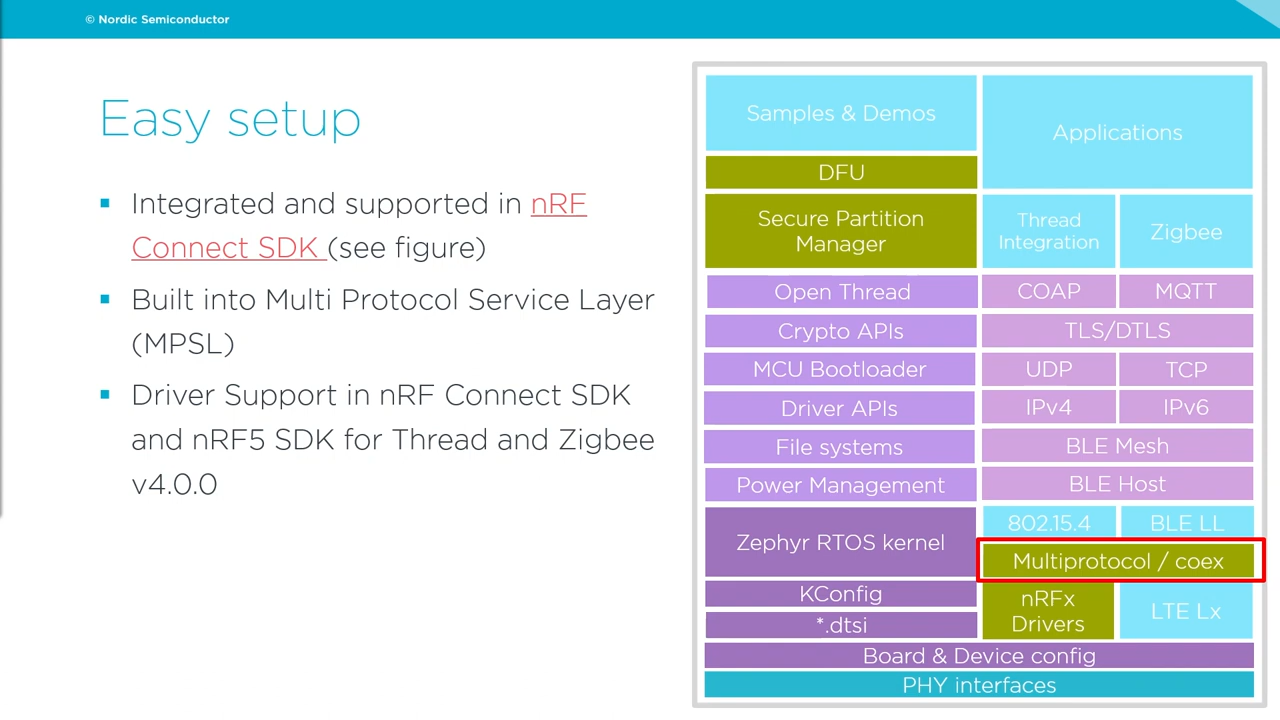 © Nordic Semiconductor
Easy setup
Integrated and supported in nRF
Connect SDK (see figure)
Built into Multi Protocol Service Layer
(MPSL)
Driver Support in nRF Connect SDK
and nRF5 SDK for Thread and Zigbee
v4.0.0
Samples & Demos
Applications
DFU
Secure Partition
Manager
Thread
Integration
Zigbee
Open Thread
COAP
MQTT
Crypto APIs
TLS/DTLS
MCU Bootloader
UDP
TCP
Driver APIs
IPv4
IPv6
File systems
BLE Mesh
Power Management
BLE Host
Zephyr RTOS kernel
802.15.4
BLE LL
Multiprotocol / coex
KConfig
nRFx
Drivers
LTE Lx
*.dtsi
Board & Device config
PHY interfaces